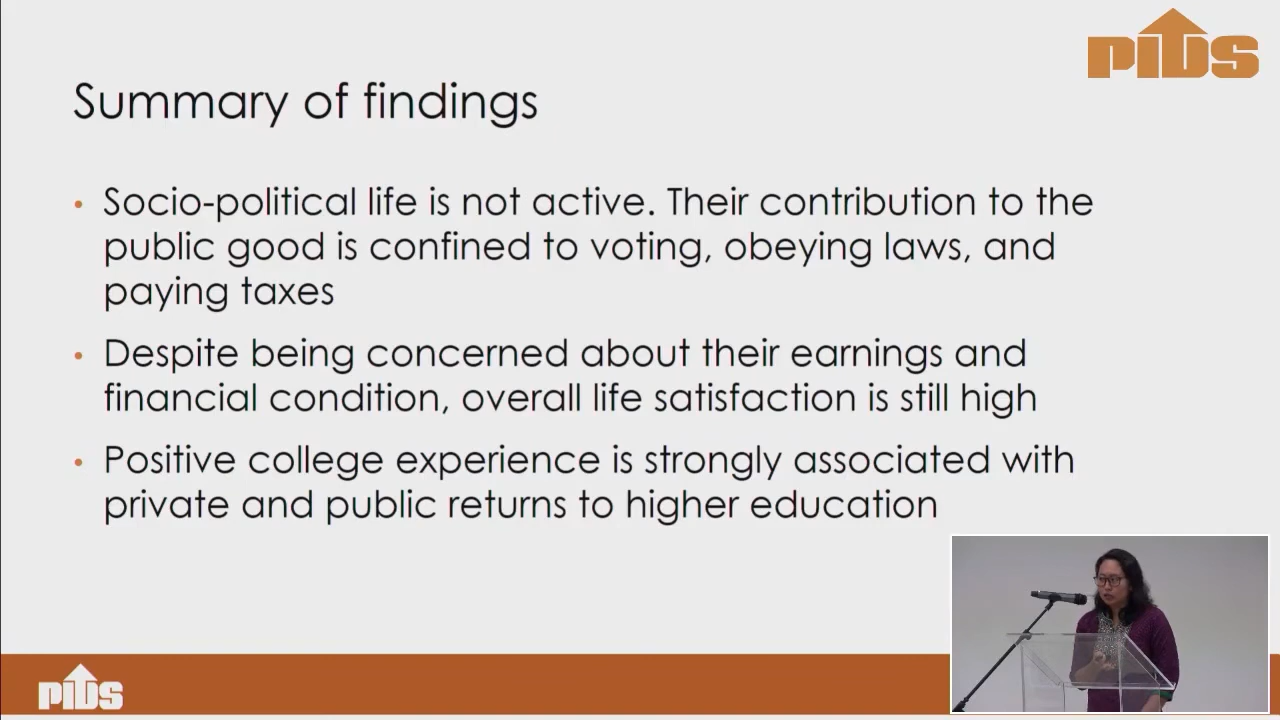 PIDS
Summary of findings
• Socio-political life is not active. Their contribution to the
public good is confined to voting, obeying laws, and
paying taxes
• Despite being concerned about their earnings and
financial condition, overall life satisfaction is still high
• Positive college experience is strongly associated with
private and public returns to higher education
PIDS